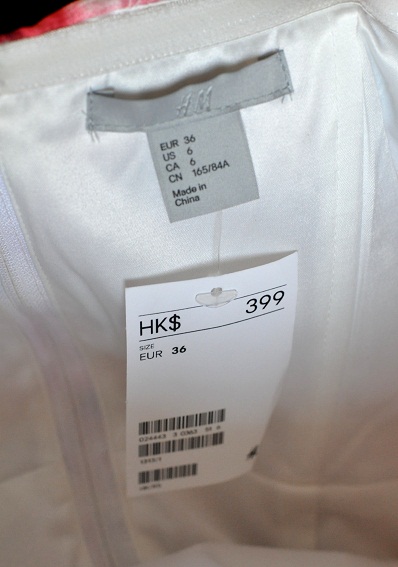 H&M
EUR 36
US 6
CA 6
CN 165/84A
Made in
China
HK$ 399
SIZE
EUR 36